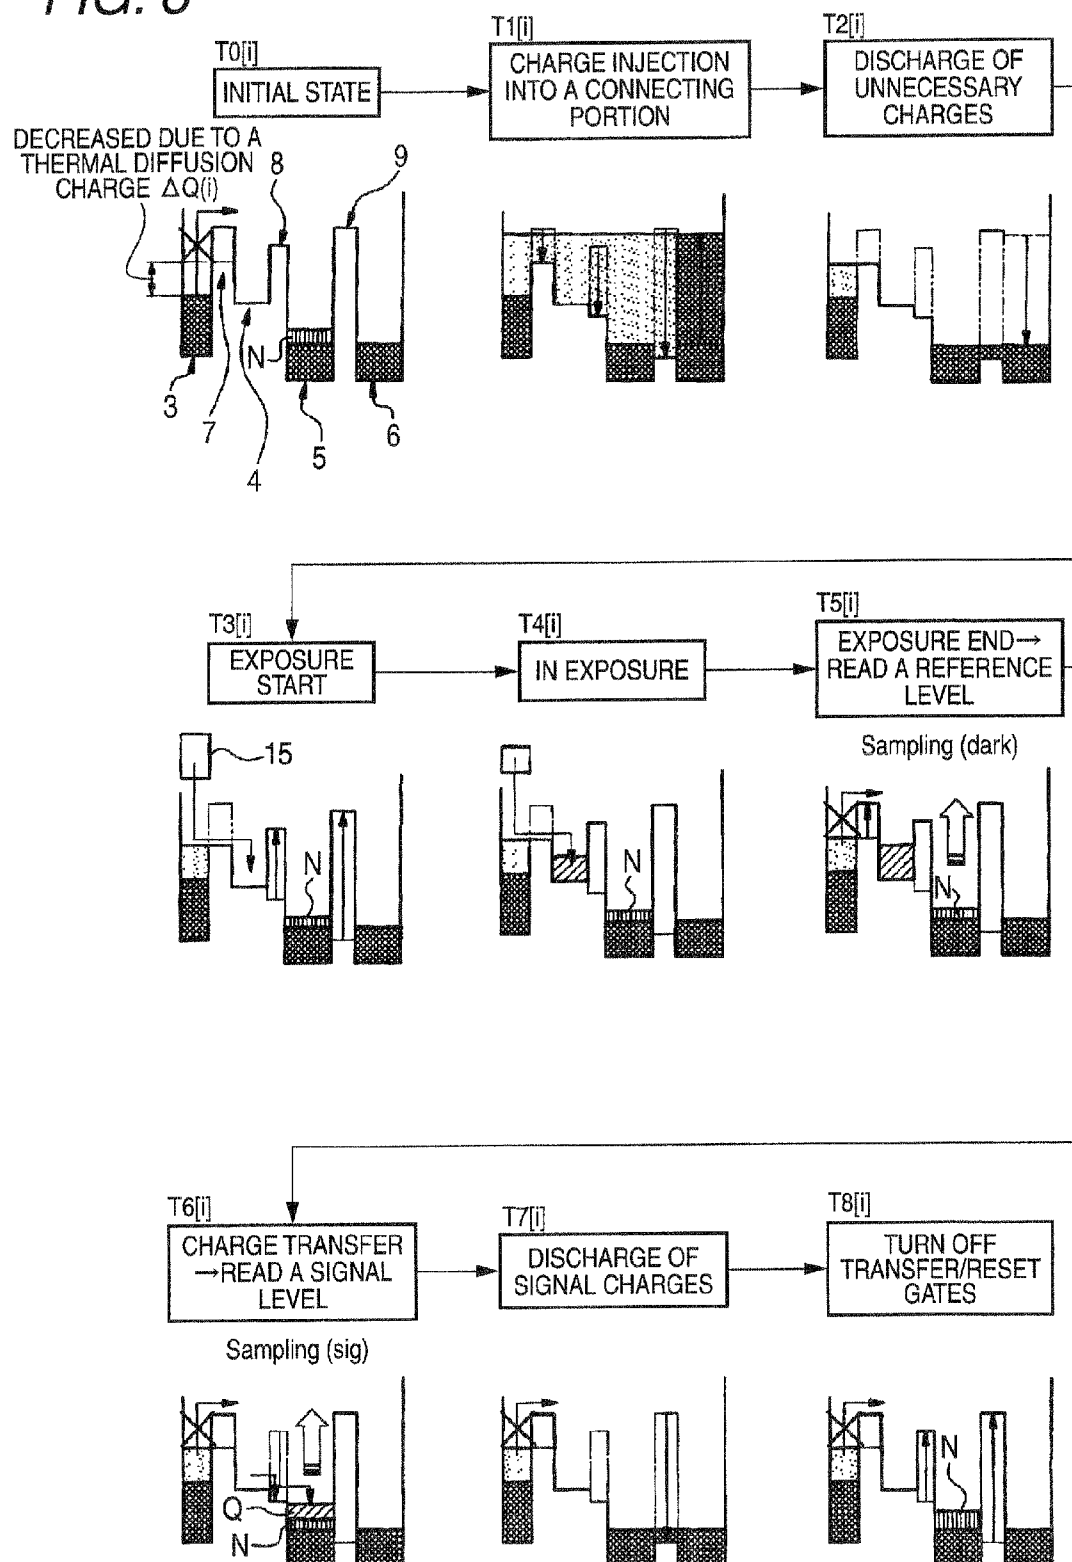 FIG.
T0[i]
INITIAL STATE
T1[i]
CHARGE INJECTION
INTO A CONNECTING
PORTION
T2[i]
DISCHARGE OF
UNNECESSARY
CHARGES
DECREASED DUE TO A
THERMAL DIFFUSION
CHARGE ΔQ(i)
8
9
N
3
7
4
5
6
T3[i]
EXPOSURE
START
T4[i]
IN EXPOSURE
T5[i]
EXPOSURE END→
READ A REFERENCE
LEVEL
Sampling (dark)
15
N
N
N
T6[i]
CHARGE TRANSFER
→READ A SIGNAL
LEVEL
Sampling (sig)
T7[i]
DISCHARGE OF
SIGNAL CHARGES
T8[i]
TURN OFF
TRANSFER/RESET
GATES
Q
N
N